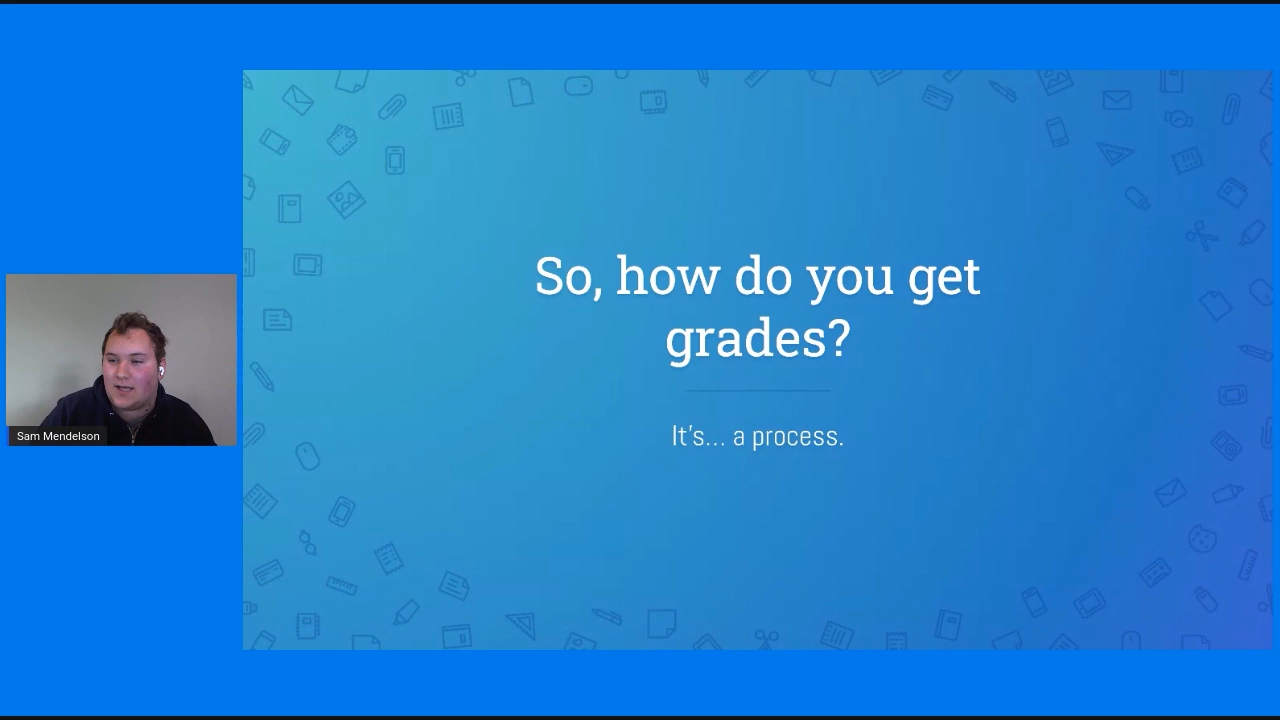 So, how do you get
grades?
It's... a process.
Sam Mendelson